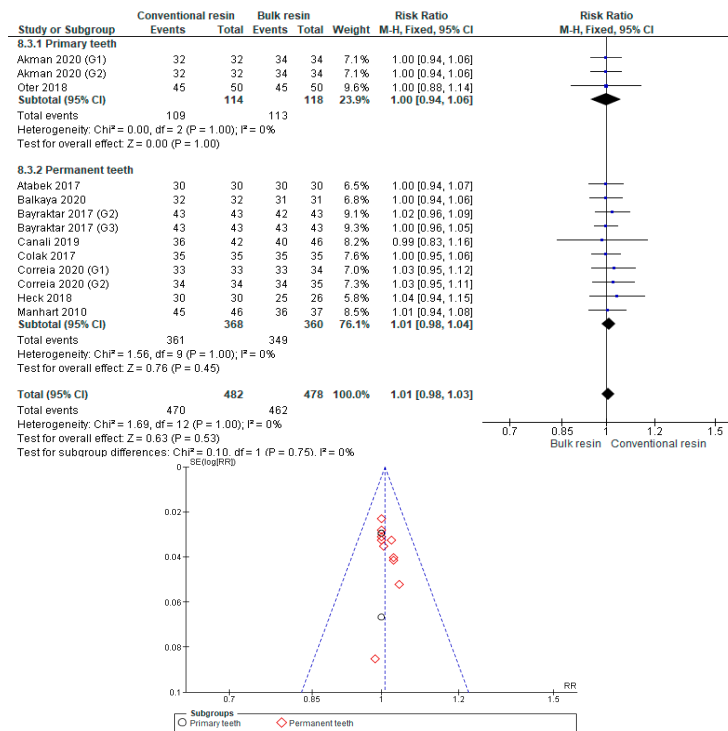 Conventional resin Bulk resin Risk Ratio Risk Ratio
Study or Subgroup Events Total Events Total Weight M-H, Fixed, 95% CI M-H, Fixed, 95% CI
8.3.1 Primary teeth
Akman 2020 (G1) 32 32 34 34 7.1% 1.00 [0.94, 1.06]
Akman 2020 (G2) 32 32 34 34 7.1% 1.00 [0.94, 1.06]
Oter 2018 45 50 45 50 9.6% 1.00 [0.88, 1.14]
Subtotal (95% CI) 114 118 23.9% 1.00 [0.94, 1.06]
Total events 109 113
Heterogeneity: Chi² = 0.00, df = 2 (P = 1.00); I² = 0%
Test for overall effect: Z = 0.00 (P = 1.00)
8.3.2 Permanent teeth
Atabek 2017 30 30 30 30 6.5% 1.00 [0.94, 1.07]
Balkaya 2020 32 32 31 31 6.8% 1.00 [0.94, 1.06]
Bayraktar 2017 (G2) 43 43 42 43 9.1% 1.02 [0.96, 1.09]
Bayraktar 2017 (G3) 43 43 43 43 9.3% 1.00 [0.96, 1.05]
Canali 2019 36 42 40 46 8.1% 0.99 [0.83, 1.16]
Colak 2017 35 35 35 35 7.6% 1.00 [0.95, 1.06]
Correia 2020 (G1) 33 33 33 34 7.0% 1.03 [0.95, 1.12]
Correia 2020 (G2) 34 34 34 35 7.2% 1.03 [0.95, 1.11]
Heck 2018 30 30 25 26 5.8% 1.04 [0.94, 1.15]
Manhart 2010 45 46 36 37 8.5% 1.01 [0.94, 1.08]
Subtotal (95% CI) 368 360 76.1% 1.01 [0.98, 1.04]
Total events 361 349
Heterogeneity: Chi² = 1.56, df = 9 (P = 1.00); I² = 0%
Test for overall effect: Z = 0.76 (P = 0.45)
Total (95% CI) 482 478 100.0% 1.01 [0.98, 1.03]
Total events 470 462
Heterogeneity: Chi² = 1.69, df = 12 (P = 1.00); I² = 0%
Test for overall effect: Z = 0.63 (P = 0.53)
Test for subgroup differences: Chi² = 0.10, df = 1 (P = 0.75), I² = 0%
0.7 0.85 1 1.2 1.5
Bulk resin Conventional resin
SE(log[RR])
0
0.02
0.04
0.06
0.08
0.1
RR
0.7 0.85 1 1.2 1.5
Subgroups
Primary teeth Permanent teeth